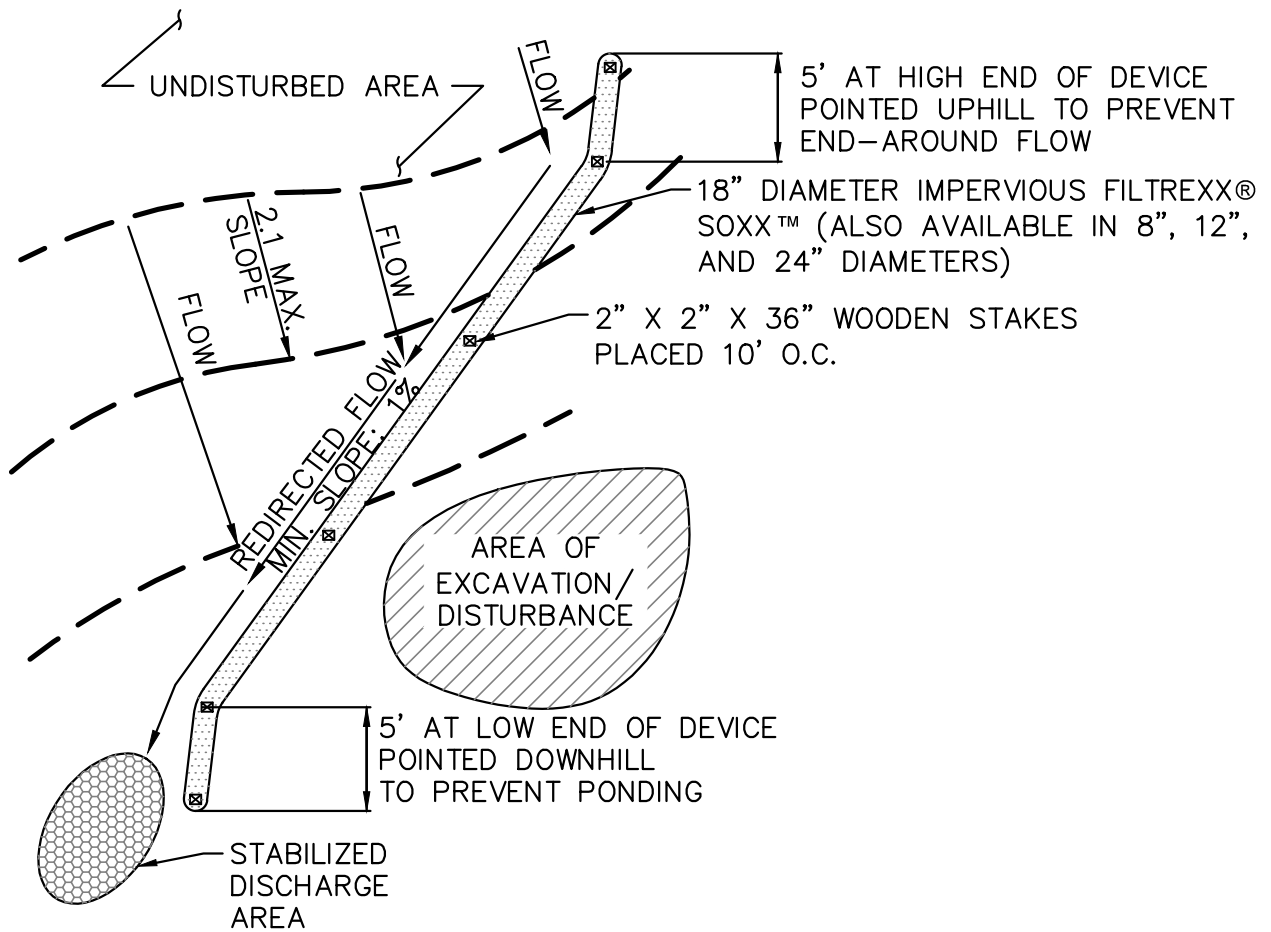 UNDISTURBED AREA
FLOW
5' AT HIGH END OF DEVICE
POINTED UPHILL TO PREVENT
END–AROUND FLOW
18" DIAMETER IMPERVIOUS FILTREXX®
SOXX™ (ALSO AVAILABLE IN 8", 12",
AND 24" DIAMETERS)
2.1 MAX.
SLOPE
FLOW
FLOW
2" X 2" X 36" WOODEN STAKES
PLACED 10' O.C.
REDIRECTED FLOW
MIN. SLOPE: 1%
AREA OF
EXCAVATION/
DISTURBANCE
5' AT LOW END OF DEVICE
POINTED DOWNHILL
TO PREVENT PONDING
STABILIZED
DISCHARGE
AREA